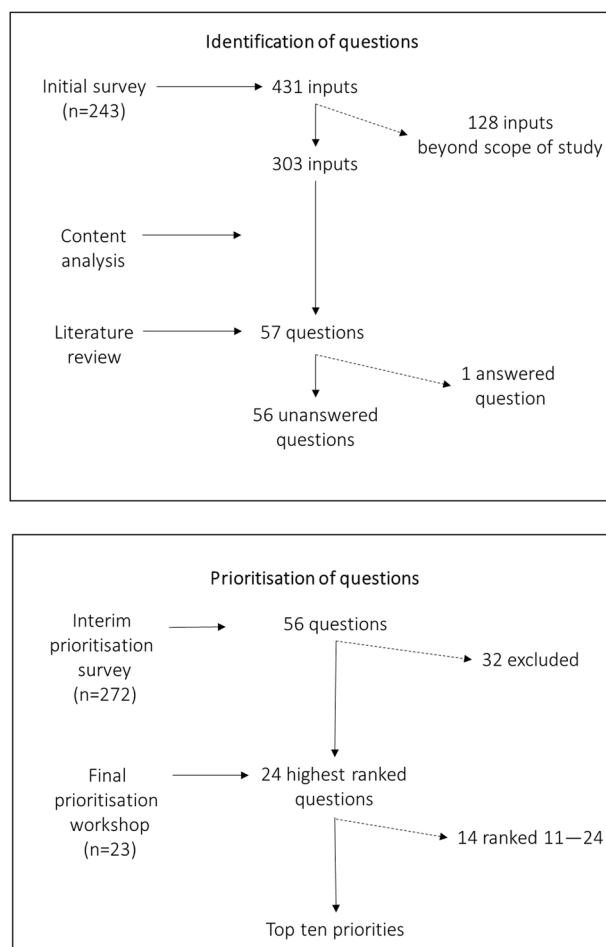 Identification of questions
Initial survey
(n=243)
431 inputs
128 inputs
beyond scope of study
303 inputs
Content
analysis
Literature
review
57 questions
1 answered
question
56 unanswered
questions
Prioritisation of questions
Interim
prioritisation
survey
(n=272)
56 questions
32 excluded
Final
prioritisation
workshop
(n=23)
24 highest ranked
questions
14 ranked 11—24
Top ten priorities